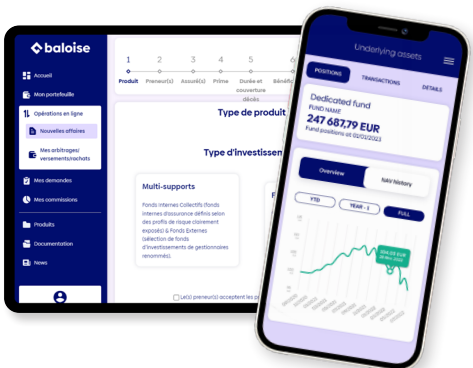 baloise
Accueil
Mon portefeuille
Opérations en ligne
Nouvelles affaires
Mes arbitrages/
versements/rachats
Mes demandes
Mes commissions
Produits
Documentation
News
1 2 3 4 5 6
Produit Preneur(s) Assuré(s) Prime Durée et
couverture
décès
Type de produit
Type d'investissem
Multi-supports
Fonds Internes Collectifs (fonds
internes d'assurance définis selon
des profils de risque clairement
exposés) & Fonds Externes
(sélection de fonds
d'investissements de gestionnaires
renommés).
Le(s) preneur(s) acceptent les
Underlying assets
POSITIONS TRANSACTIONS DETAILS
Dedicated fund
FUND NAME
247 687,79 EUR
Fund positions at 01/01/2023
Overview NAV history
YTD YEAR - 1 FULL